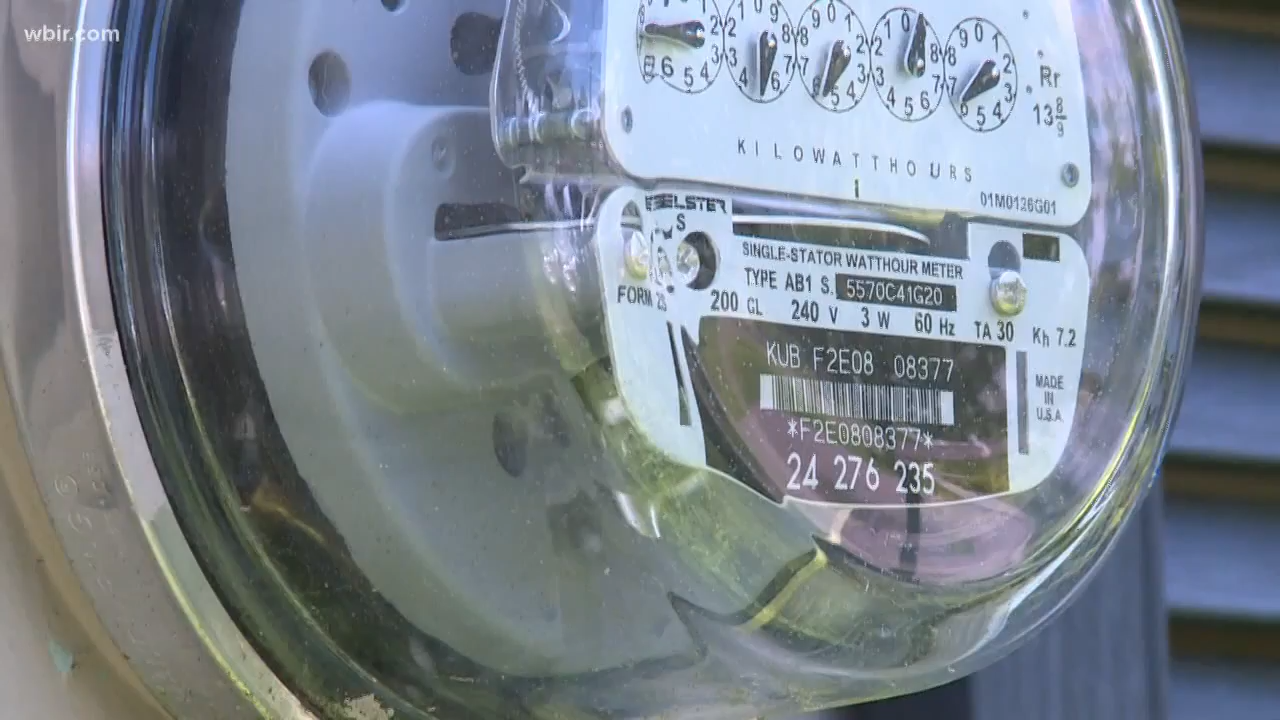 wbir.com
Rr
13 8/9
KILOWATTHOURS
01M0126G01
ELSTER
S
SINGLE-STATOR WATTHOUR METER
TYPE AB1 S. 5570C41G20
FORM 2S 200 CL 240 V 3 W 60 Hz TA 30 Kh 7.2
KUB F2E08 08377
MADE
IN
U.S.A.
*F2E0808377*
24 276 235